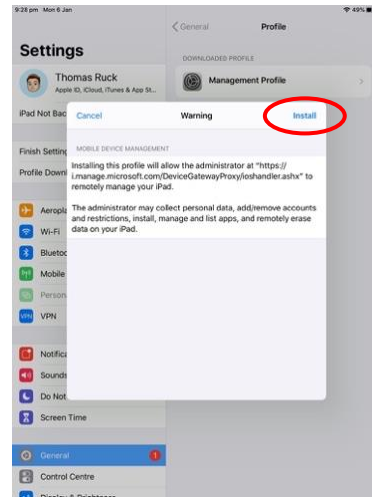 9:28 pm Mon 6 Jan
49%
General
Profile
Settings
DOWNLOADED PROFILE
Thomas Ruck
Apple ID, iCloud, iTunes & App St...
Management Profile
iPad Not Bac
Cancel
Warning
Install
Finish Setting
MOBILE DEVICE MANAGEMENT
Profile Downl
Installing this profile will allow the administrator at "https://
i.manage.microsoft.com/DeviceGatewayProxy/ioshandler.ashx" to
remotely manage your iPad.
The administrator may collect personal data, add/remove accounts
and restrictions, install, manage and list apps, and remotely erase
data on your iPad.
Aeropla
Wi-Fi
Bluetoo
Mobile
Person
VPN
VPN
Notifica
Sounds
Do Not
Screen Time
General
1
Control Centre
Display & Brightness